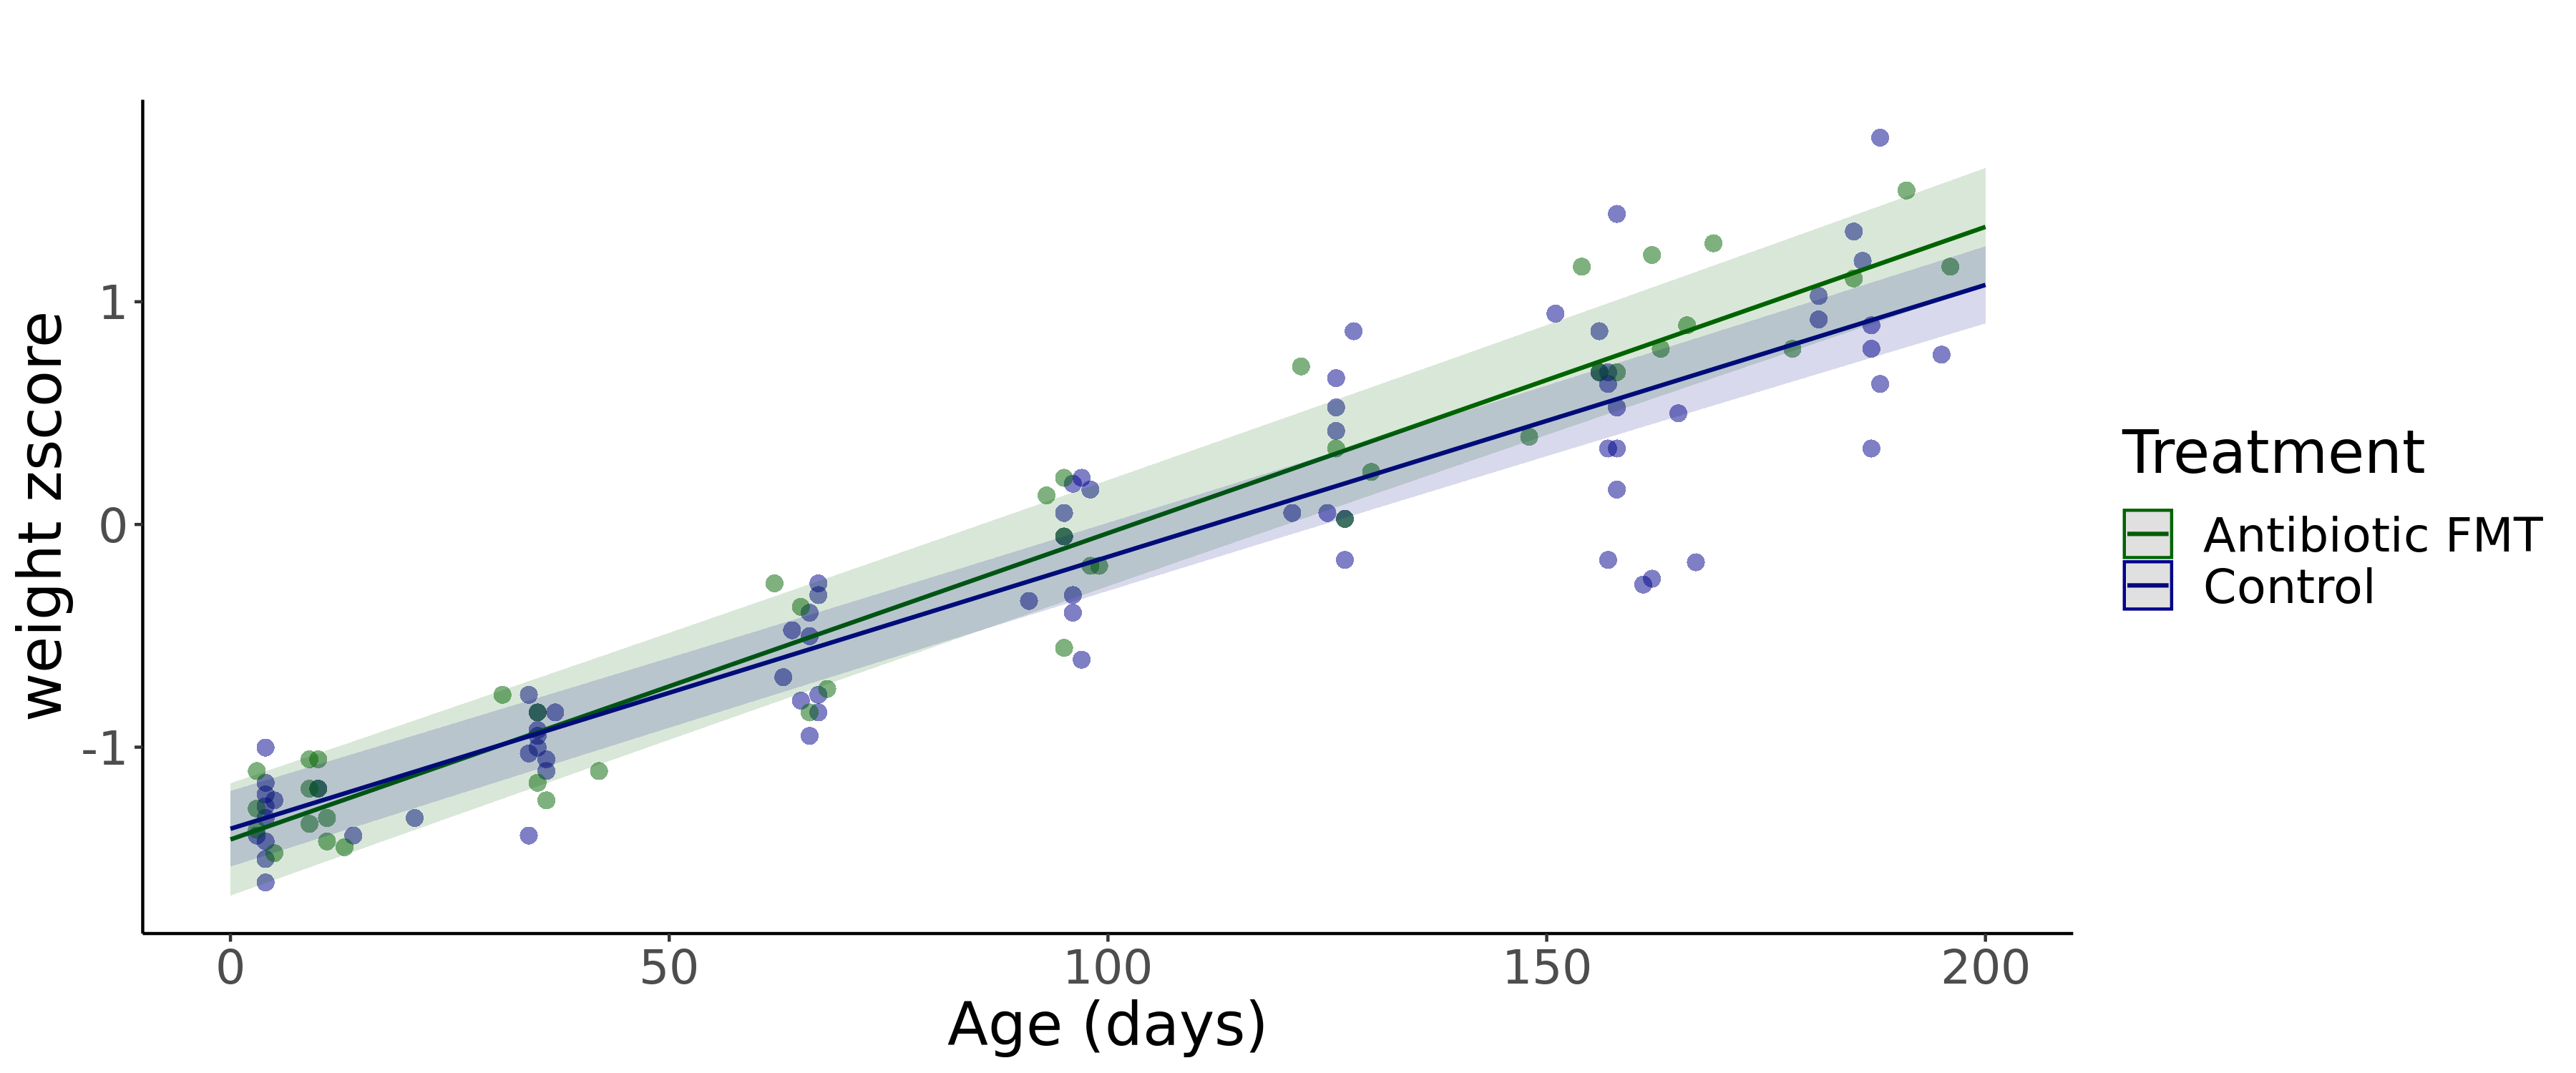 weight zscore
1
0
-1
0
50
100
150
200
Age (days)
Treatment
Antibiotic FMT
Control